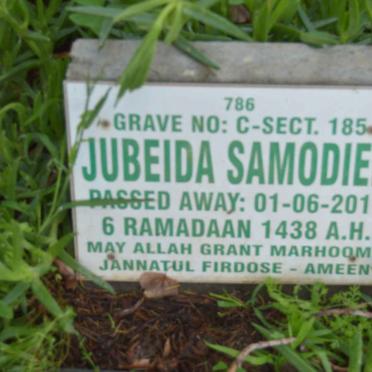 786
GRAVE NO: C-SECT. 185
JUBEIDA SAMODIE
PASSED AWAY: 01-06-201
6 RAMADAAN 1438 A.H.
MAY ALLAH GRANT MARHOOM
JANNATUL FIRDOSE - AMEEN